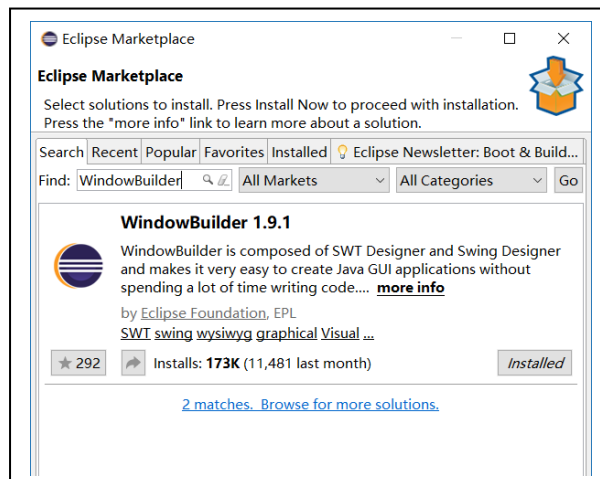 Eclipse Marketplace
Eclipse Marketplace
Select solutions to install. Press Install Now to proceed with installation.
Press the "more info" link to learn more about a solution.
Search Recent Popular Favorites Installed Eclipse Newsletter: Boot & Build...
Find: WindowBuilder All Markets All Categories Go
WindowBuilder 1.9.1
WindowBuilder is composed of SWT Designer and Swing Designer
and makes it very easy to create Java GUI applications without
spending a lot of time writing code.... more info
by Eclipse Foundation, EPL
SWT swing wysiwyg graphical Visual ...
292 Installs: 173K (11,481 last month) Installed
2 matches. Browse for more solutions.